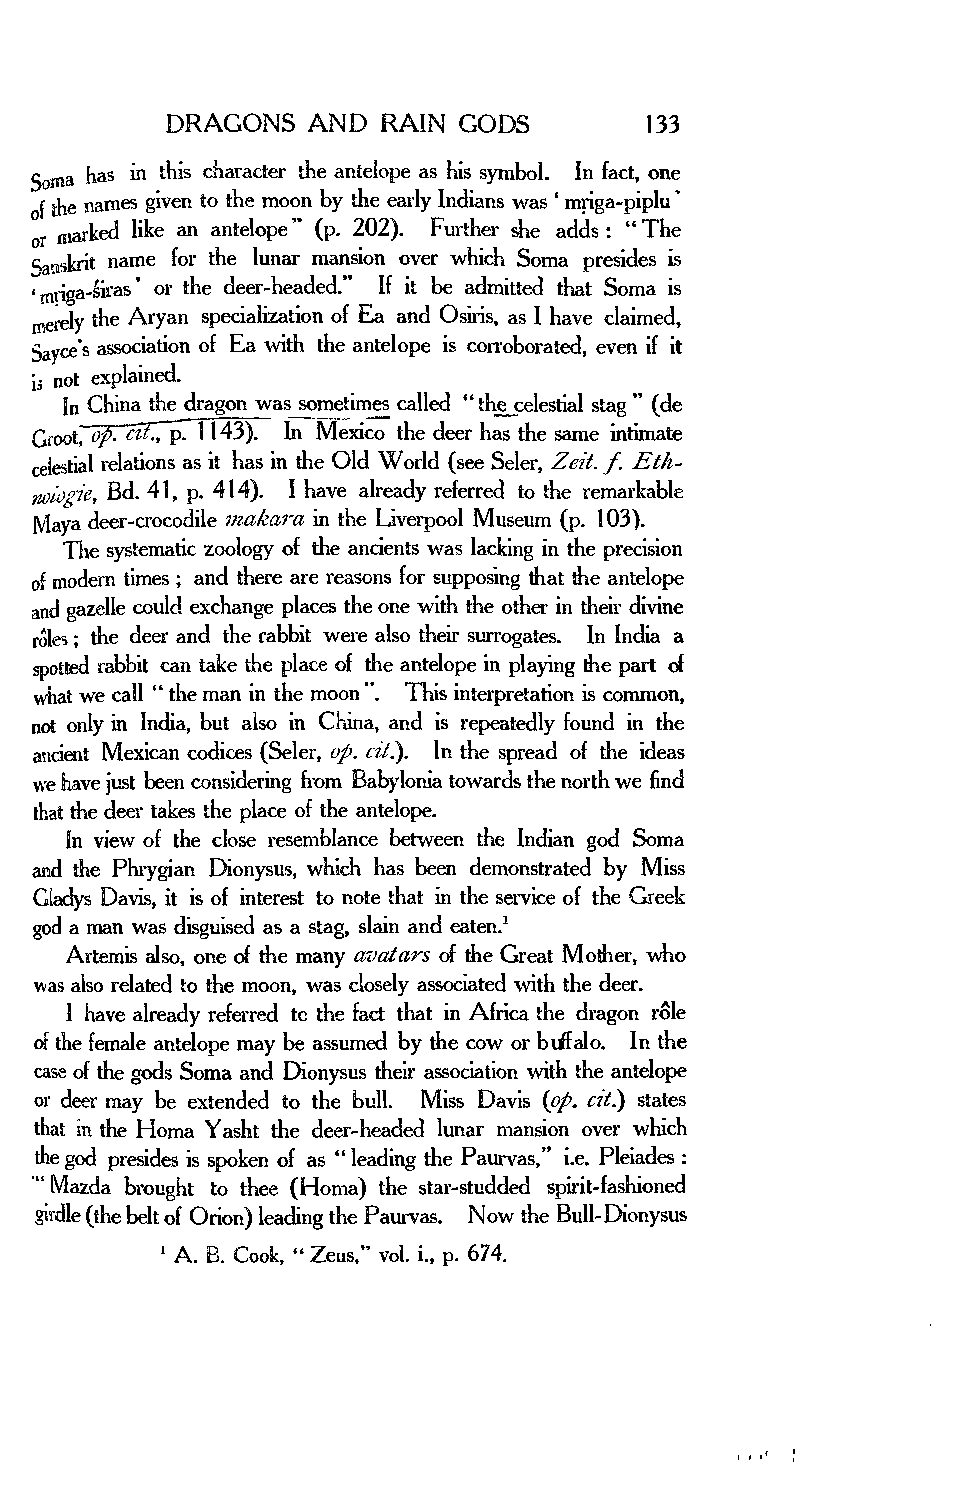 DRAGONS AND RAIN GODS 133
Soma has in this character the antelope as his symbol. In fact, one
of the names given to the moon by the early Indians was ‘ mṛiga-piplu ’
or marked like an antelope” (p. 202). Further she adds : “ The
Sanskrit name for the lunar mansion over which Soma presides is
‘ mṛiga-śiras ’ or the deer-headed.” If it be admitted that Soma is
merely the Aryan specialization of Ea and Osiris, as I have claimed,
Sayce's association of Ea with the antelope is corroborated, even if it
is not explained.
In China the dragon was sometimes called “the celestial stag ” (de
Groot, op. cit., p. 1143). In Mexico the deer has the same intimate
celestial relations as it has in the Old World (see Seler, Zeit. f. Eth-
nologie, Bd. 41, p. 414). I have already referred to the remarkable
Maya deer-crocodile makara in the Liverpool Museum (p. 103).
The systematic zoology of the ancients was lacking in the precision
of modern times ; and there are reasons for supposing that the antelope
and gazelle could exchange places the one with the other in their divine
rôles ; the deer and the rabbit were also their surrogates. In India a
spotted rabbit can take the place of the antelope in playing the part of
what we call “ the man in the moon ”. This interpretation is common,
not only in India, but also in China, and is repeatedly found in the
ancient Mexican codices (Seler, op. cit.). In the spread of the ideas
we have just been considering from Babylonia towards the north we find
that the deer takes the place of the antelope.
In view of the close resemblance between the Indian god Soma
and the Phrygian Dionysus, which has been demonstrated by Miss
Gladys Davis, it is of interest to note that in the service of the Greek
god a man was disguised as a stag, slain and eaten.¹
Artemis also, one of the many avatars of the Great Mother, who
was also related to the moon, was closely associated with the deer.
I have already referred to the fact that in Africa the dragon rôle
of the female antelope may be assumed by the cow or buffalo. In the
case of the gods Soma and Dionysus their association with the antelope
or deer may be extended to the bull. Miss Davis (op. cit.) states
that in the Homa Yasht the deer-headed lunar mansion over which
the god presides is spoken of as “ leading the Paurvas,” i.e. Pleiades :
“ Mazda brought to thee (Homa) the star-studded spirit-fashioned
girdle (the belt of Orion) leading the Paurvas. Now the Bull-Dionysus
¹ A. B. Cook, “ Zeus,” vol. i., p. 674.